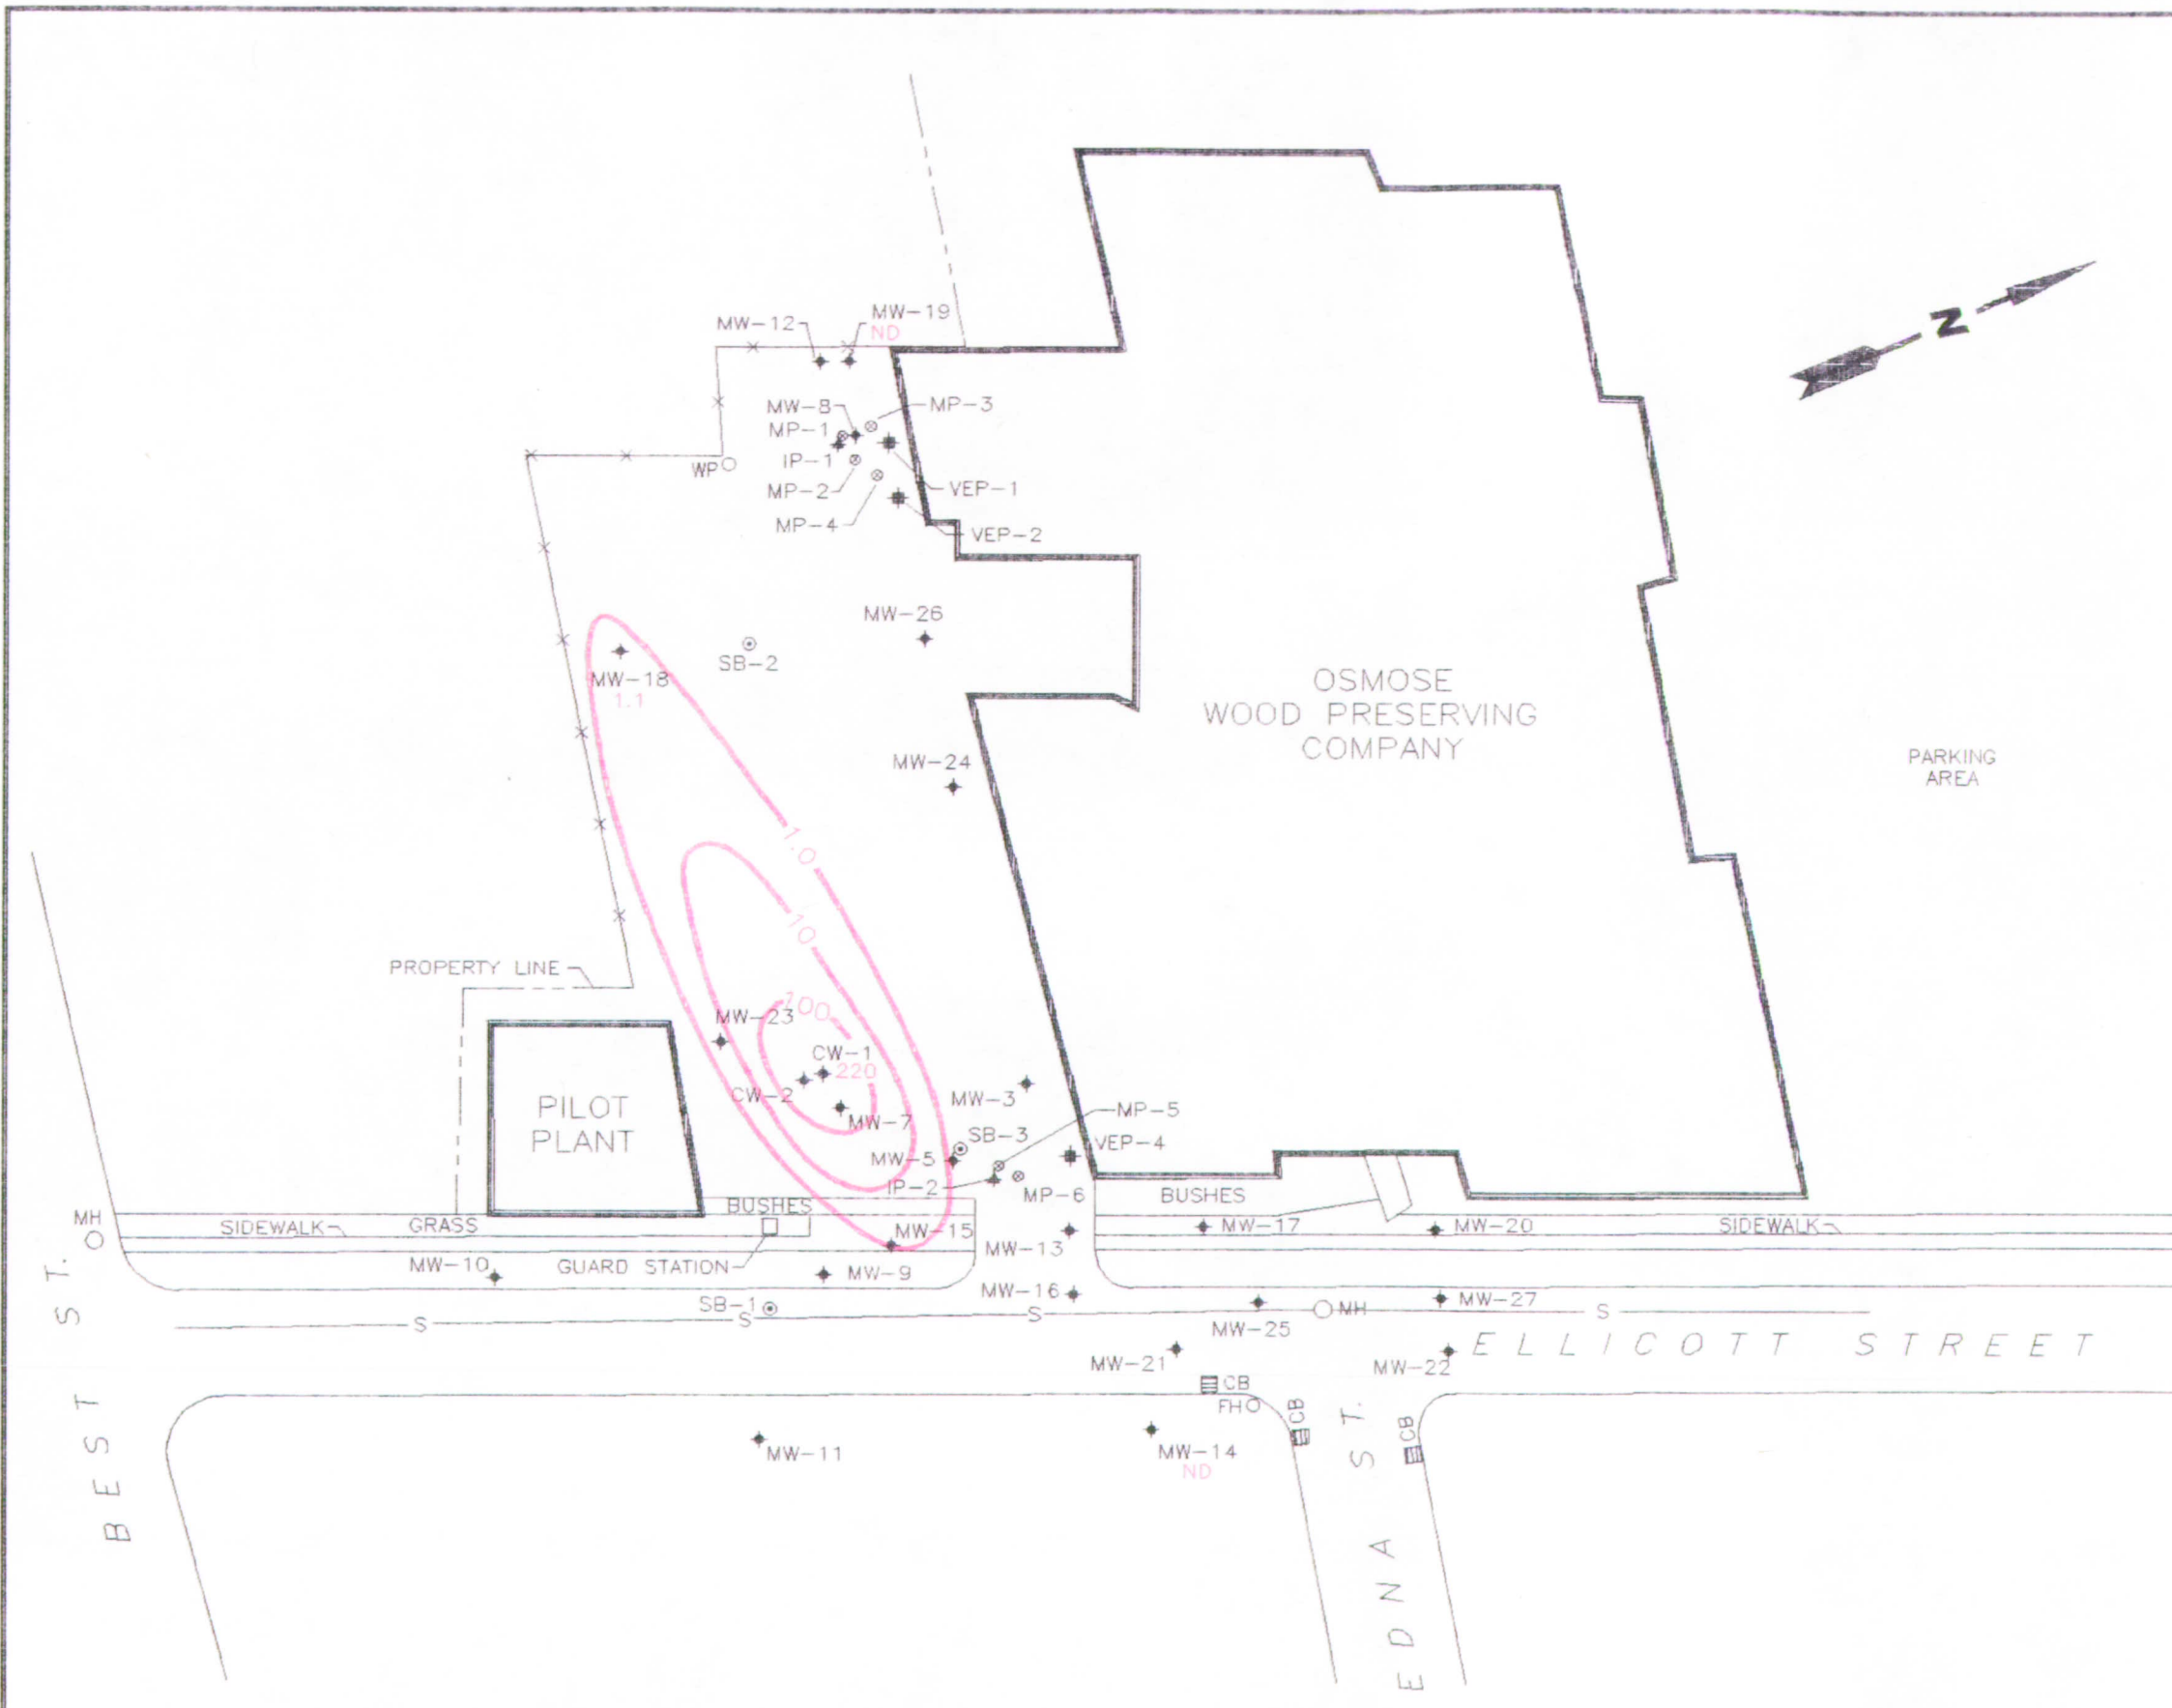 MW-12
MW-19
ND
MW-8
MP-3
MP-1
IP-1
WP
MP-2
VEP-1
MP-4
VEP-2
N
MW-26
SB-2
MW-18
1.1
OSMOSE
WOOD PRESERVING
COMPANY
PARKING
AREA
MW-24
1.0
10
PROPERTY LINE
100
MW-23
CW-1
220
CW-2
MW-7
MW-3
MP-5
PILOT
PLANT
SB-3
VEP-4
MW-5
IP-2
MP-6
BUSHES
BUSHES
MH
SIDEWALK
GRASS
MW-15
MW-13
MW-17
MW-20
SIDEWALK
MW-10
GUARD STATION
MW-9
MW-16
SB-1
S
S
S
MH
MW-27
S
MW-25
MW-21
MW-22
ELLICOTT STREET
CB
FH
CB
CB
MW-11
MW-14
ND
BEST ST.
EDNA ST.